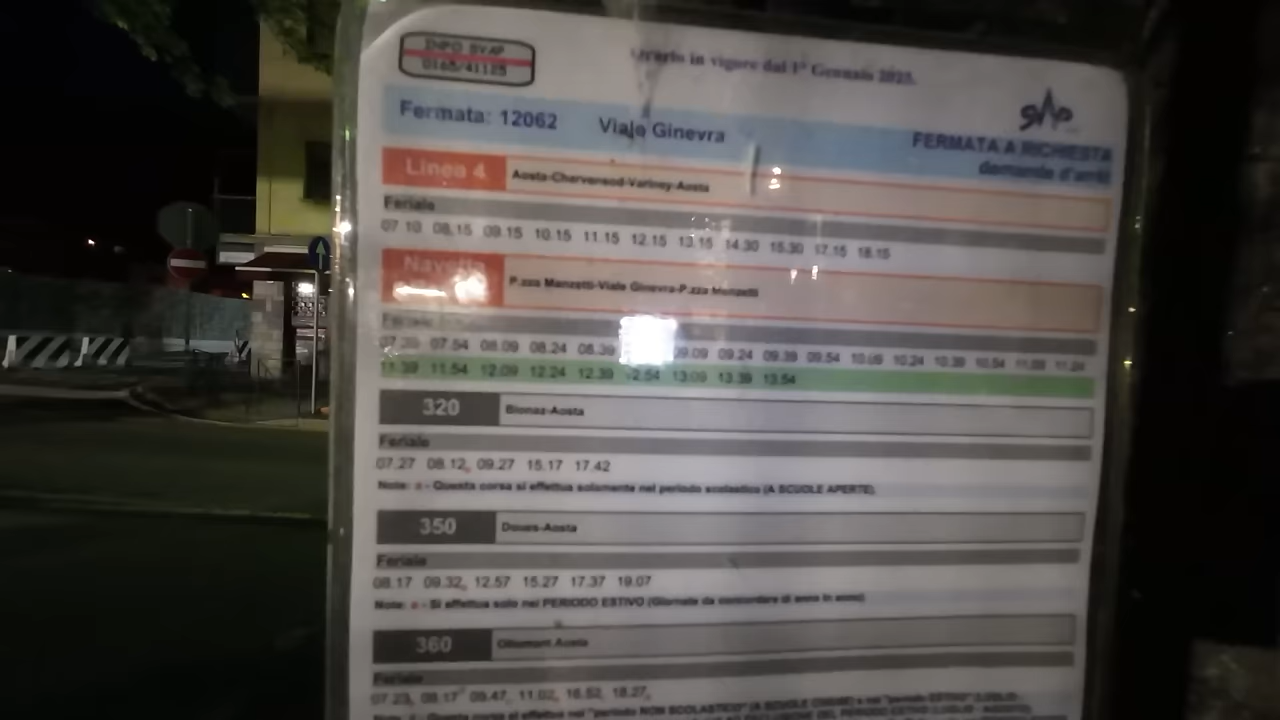 INFO SVAP
0165/41125
Orario in vigore dal 1° Gennaio 2025.
SVAP
Fermata: 12062 Viale Ginevra FERMATA A RICHIESTA
Linea 4 Aosta-Charvensod-Variney-Aosta
Feriale
07.10 08.15 09.15 10.15 11.15 12.15 13.15 14.30 15.30 17.15 18.15
Navetta P.zza Manzetti-Viale Ginevra-P.zza Manzetti
Feriale
07.39 07.54 08.09 08.24 08.39 09.09 09.24 09.39 09.54 10.09 10.24 10.39 10.54 11.09 11.24
11.39 11.54 12.09 12.24 12.39 12.54 13.09 13.39 13.54
320 Bionaz-Aosta
Feriale
07.27 08.12 09.27 15.17 17.42
Note: a - Questa corsa si effettua solamente nel periodo scolastico (A SCUOLE APERTE)
350 Doues-Aosta
Feriale
08.17 09.32 12.57 15.27 17.37 19.07
Note: a - Si effettua solo nel PERIODO ESTIVO (Giornate da concordare di anno in anno)
360 Ollomont-Aosta
Feriale
07.23, 08.17 09.47, 11.02, 16.52, 18.27,